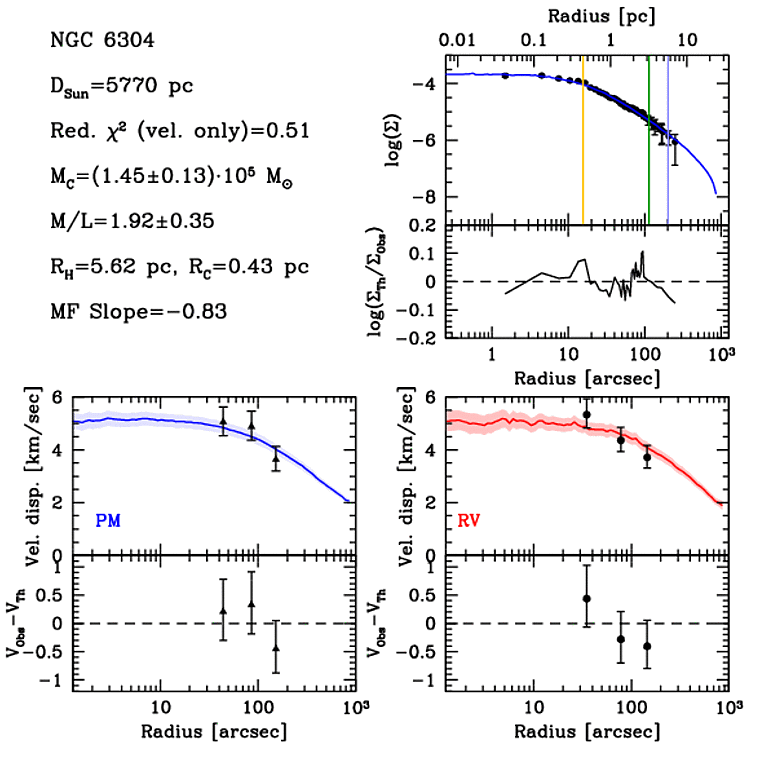 NGC 6304
D_Sun=5770 pc
Red. χ² (vel. only)=0.51
M_C=(1.45±0.13)·10⁵ M_⊙
M/L=1.92±0.35
R_H=5.62 pc, R_C=0.43 pc
MF Slope=−0.83
Radius [pc]
0.01 0.1 1 10
log(Σ)
−4
−6
−8
log(Σ_Th/Σ_Obs)
0.2
0.1
0
−0.1
−0.2
1 10 100 10³
Radius [arcsec]
Vel. disp. [km/sec]
6
4
2
0
PM
V_Obs−V_Th
1
0.5
0
−0.5
−1
10 100 10³
Radius [arcsec]
Vel. disp. [km/sec]
6
4
2
0
RV
V_Obs−V_Th
1
0.5
0
−0.5
−1
10 100 10³
Radius [arcsec]